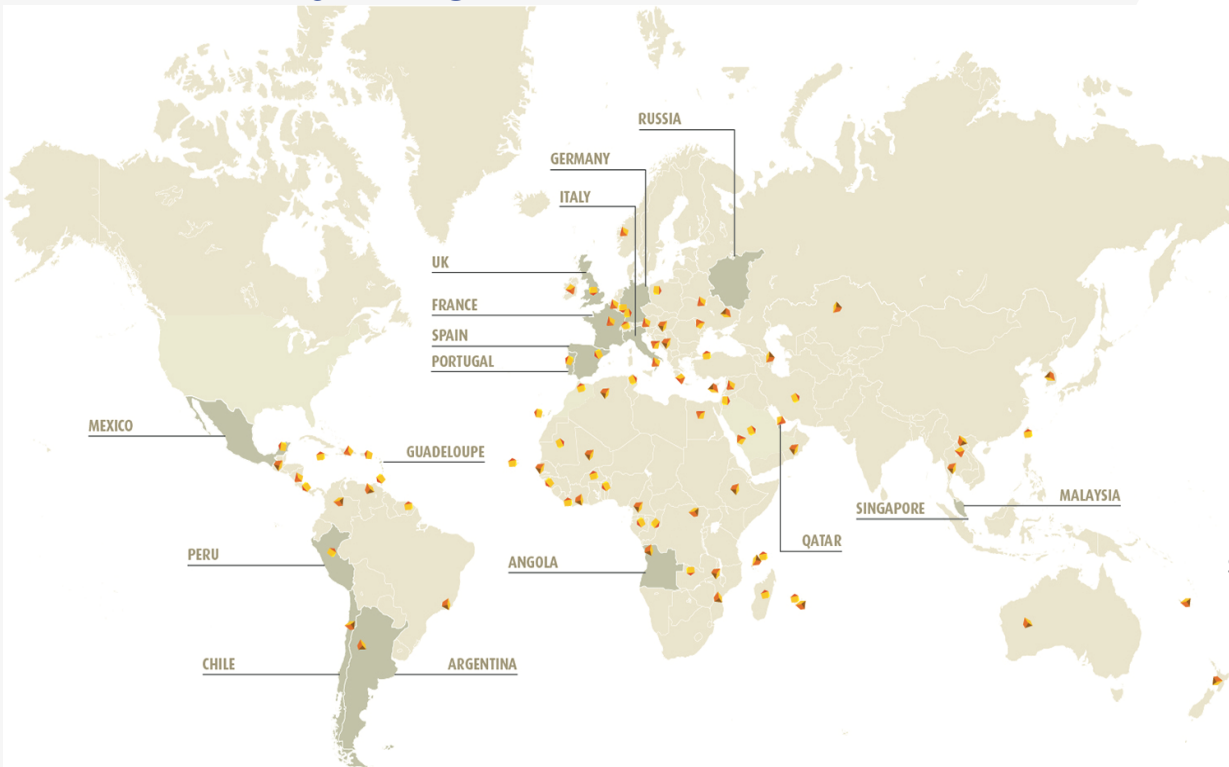 RUSSIA
GERMANY
ITALY
UK
FRANCE
SPAIN
PORTUGAL
MEXICO
GUADELOUPE
MALAYSIA
SINGAPORE
QATAR
PERU
ANGOLA
CHILE
ARGENTINA